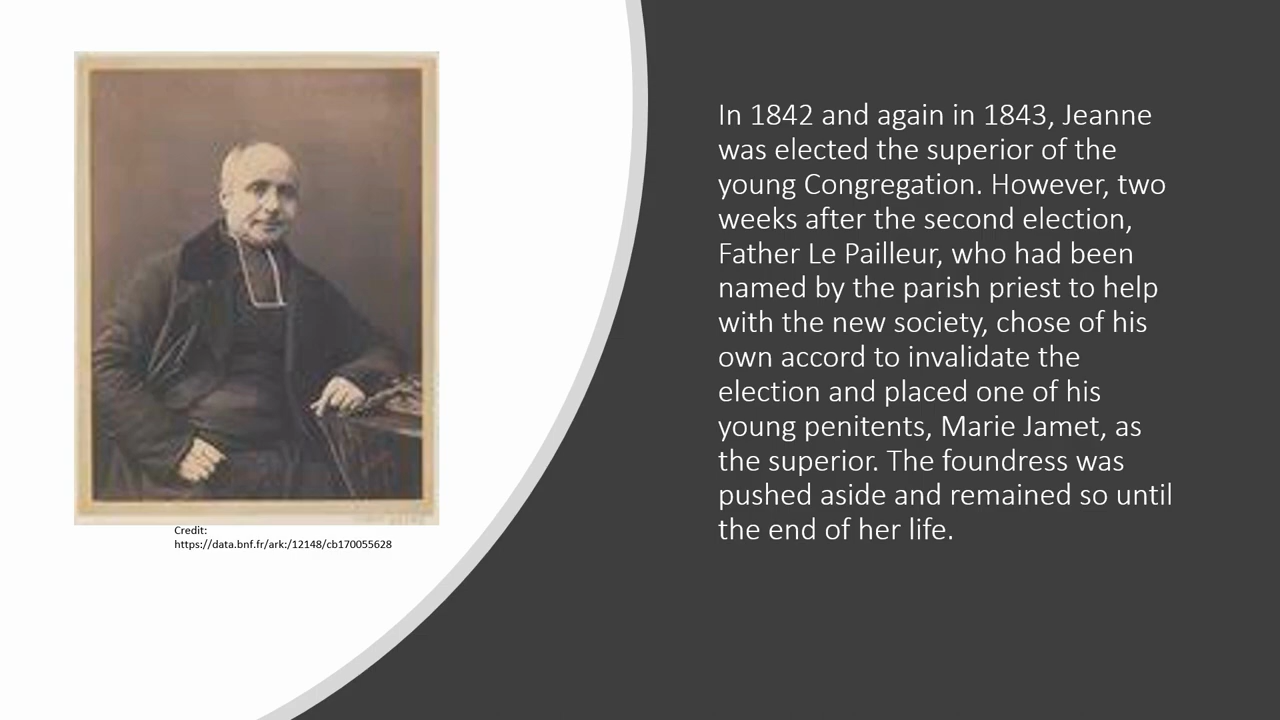 In 1842 and again in 1843, Jeanne
was elected the superior of the
young Congregation. However, two
weeks after the second election,
Father Le Pailleur, who had been
named by the parish priest to help
with the new society, chose of his
own accord to invalidate the
election and placed one of his
young penitents, Marie Jamet, as
the superior. The foundress was
pushed aside and remained so until
the end of her life.
Credit:
https://data.bnf.fr/ark:/12148/cb170055628